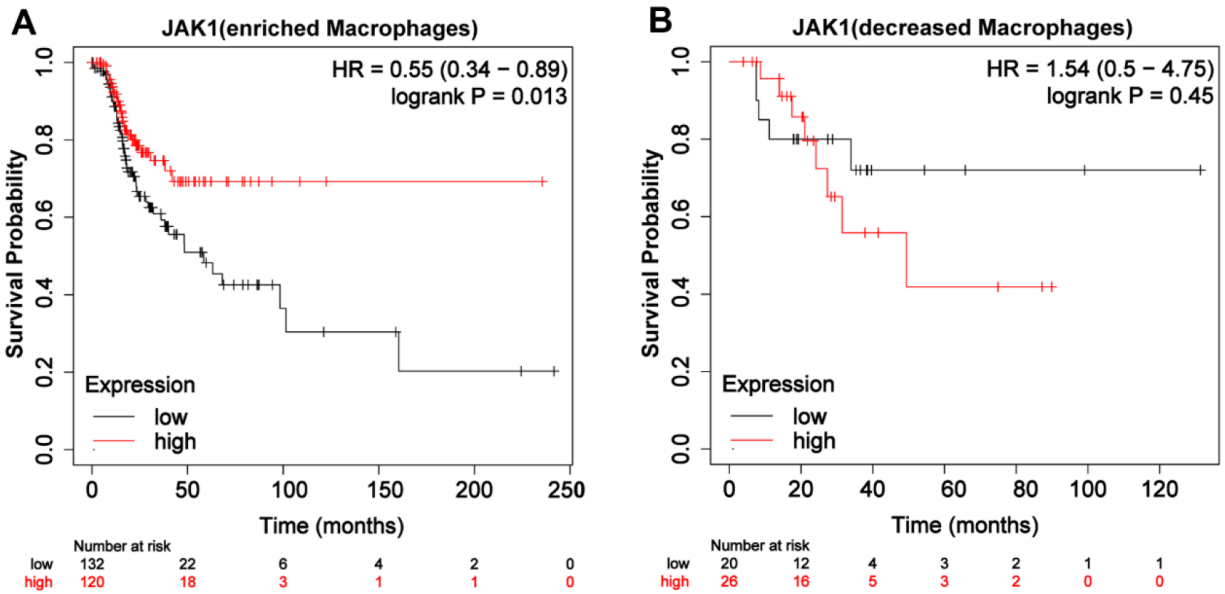 A
JAK1(enriched Macrophages)
HR = 0.55 (0.34 − 0.89)
logrank P = 0.013
Survival Probability
1.0
0.8
0.6
0.4
0.2
0.0
Expression
low
high
0 50 100 150 200 250
Time (months)
Number at risk
low 132 22 6 4 2 0
high 120 18 3 1 1 0
B
JAK1(decreased Macrophages)
HR = 1.54 (0.5 − 4.75)
logrank P = 0.45
Survival Probability
1.0
0.8
0.6
0.4
0.2
0.0
Expression
low
high
0 20 40 60 80 100 120
Time (months)
Number at risk
low 20 12 4 3 2 1 1
high 26 16 5 3 2 0 0